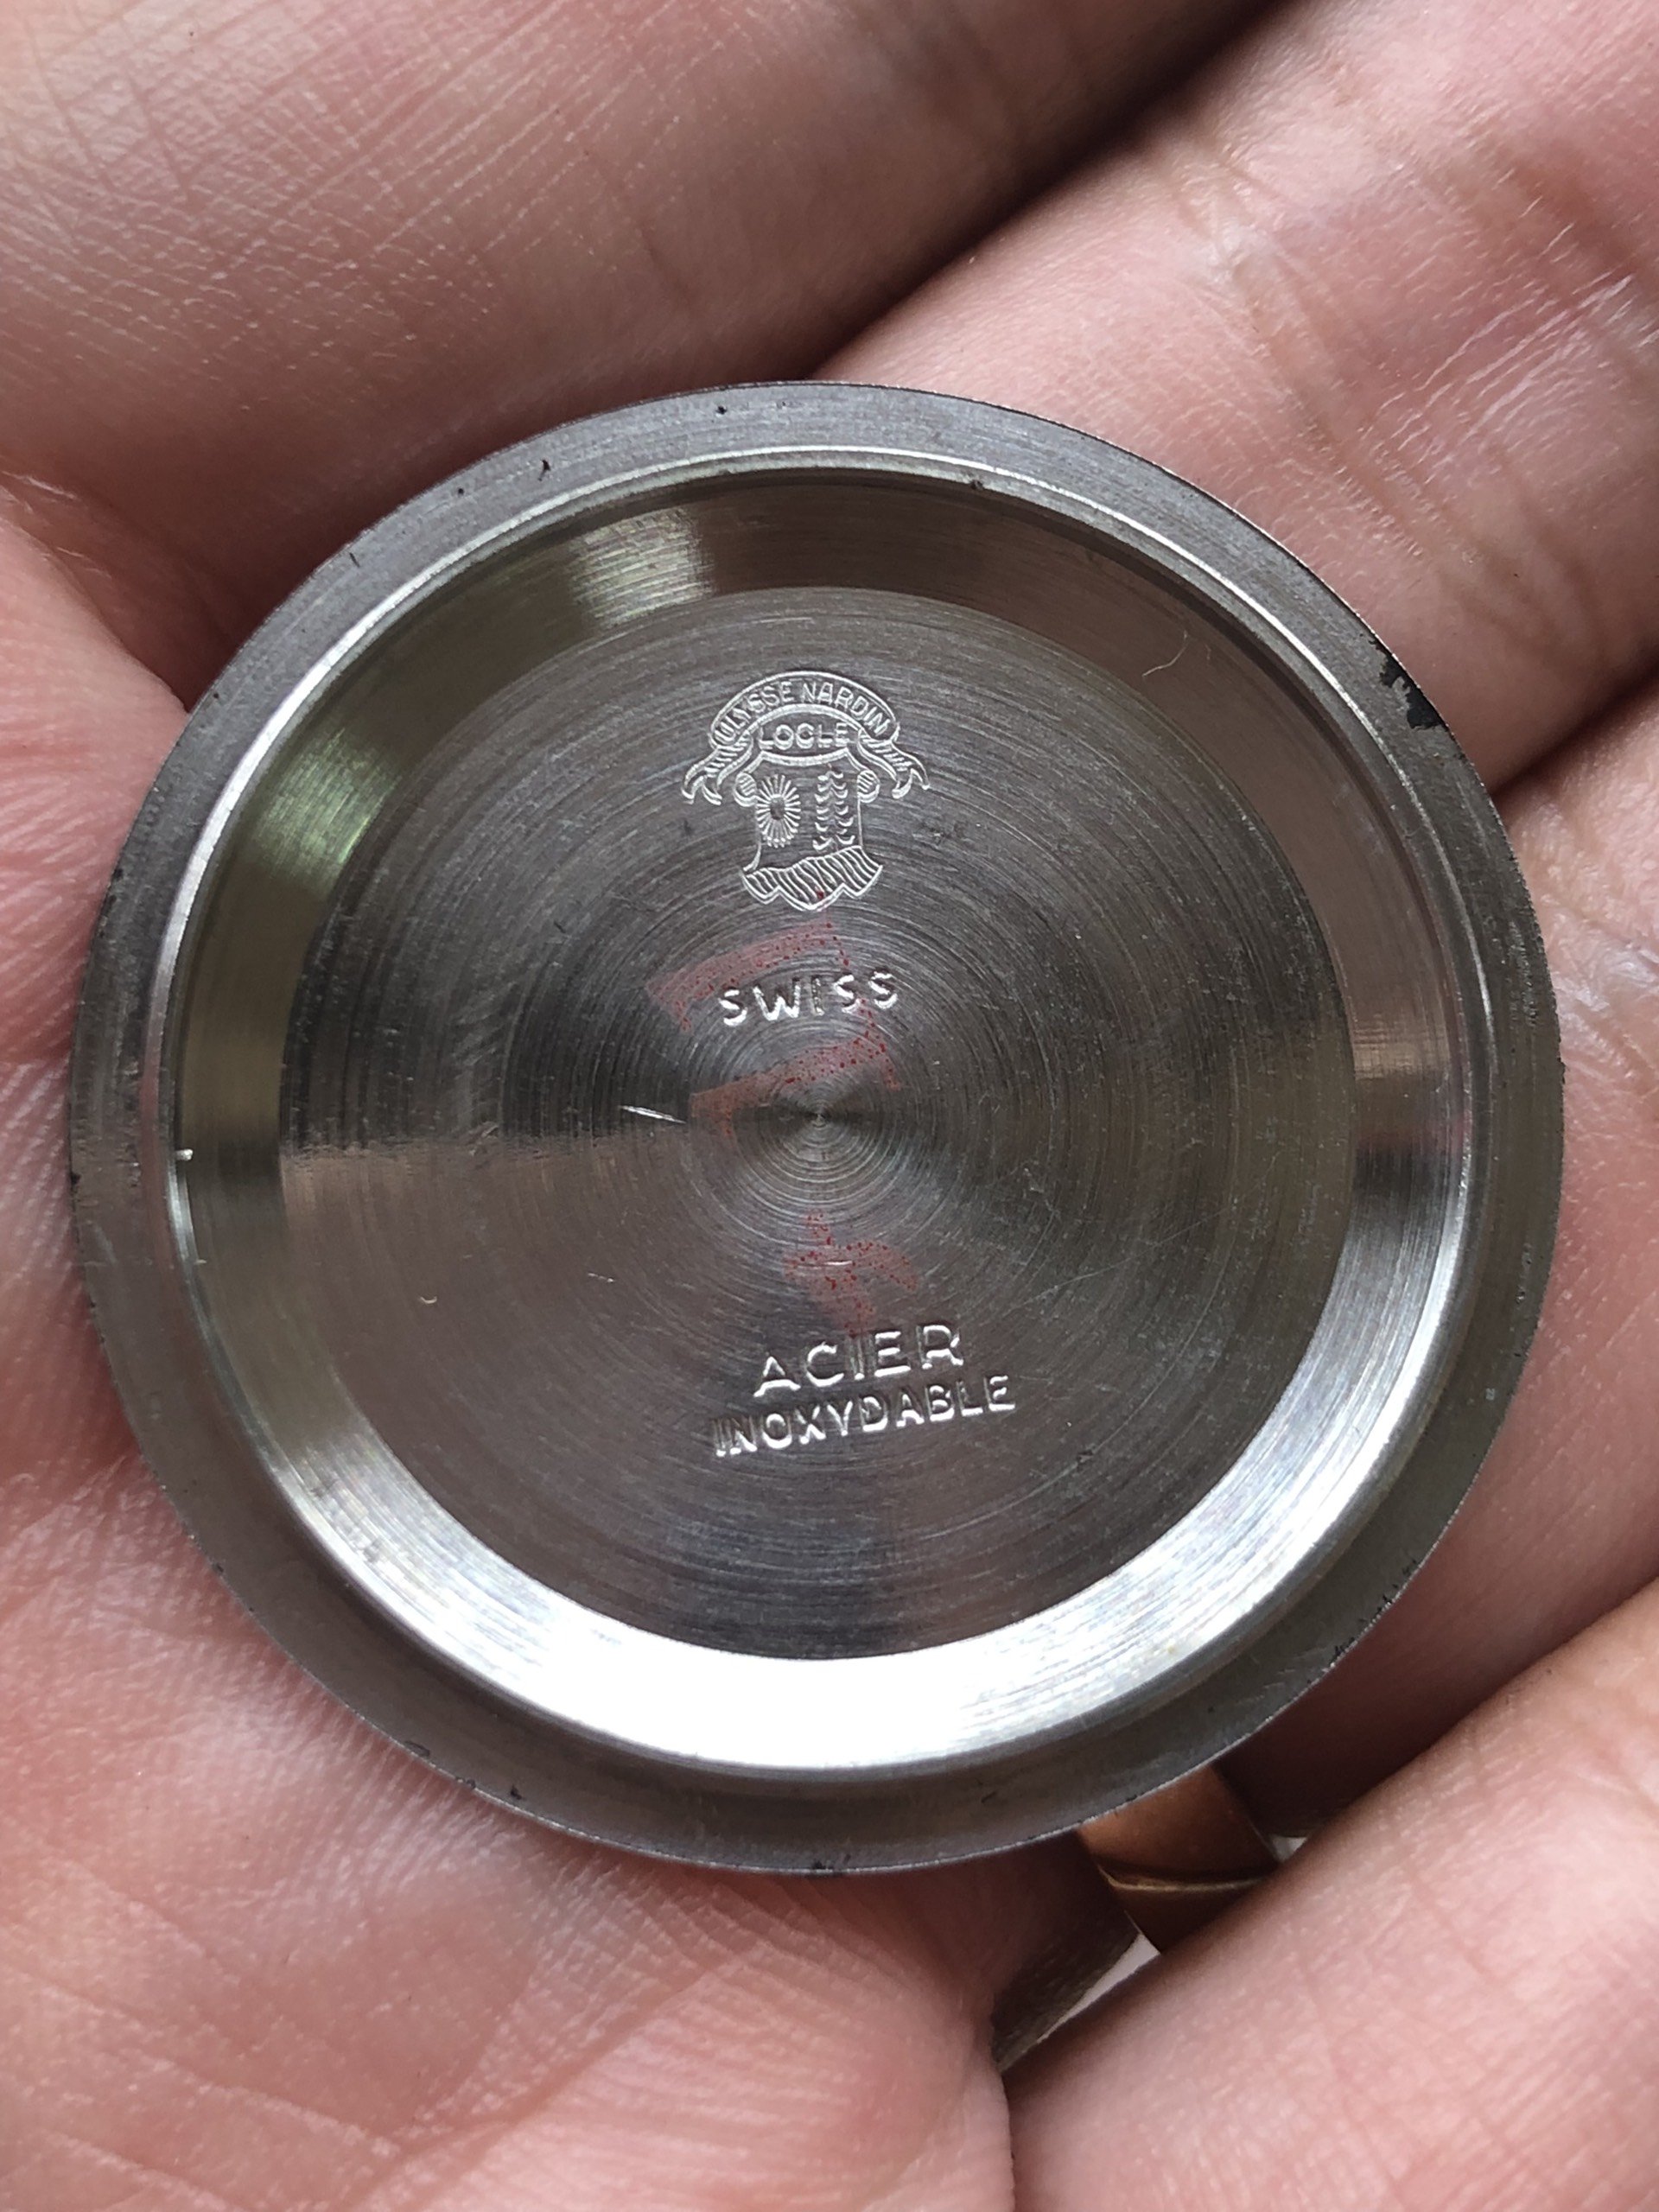 ULYSSE NARDIN
LOCLE
SWISS
ACIER
INOXYDABLE